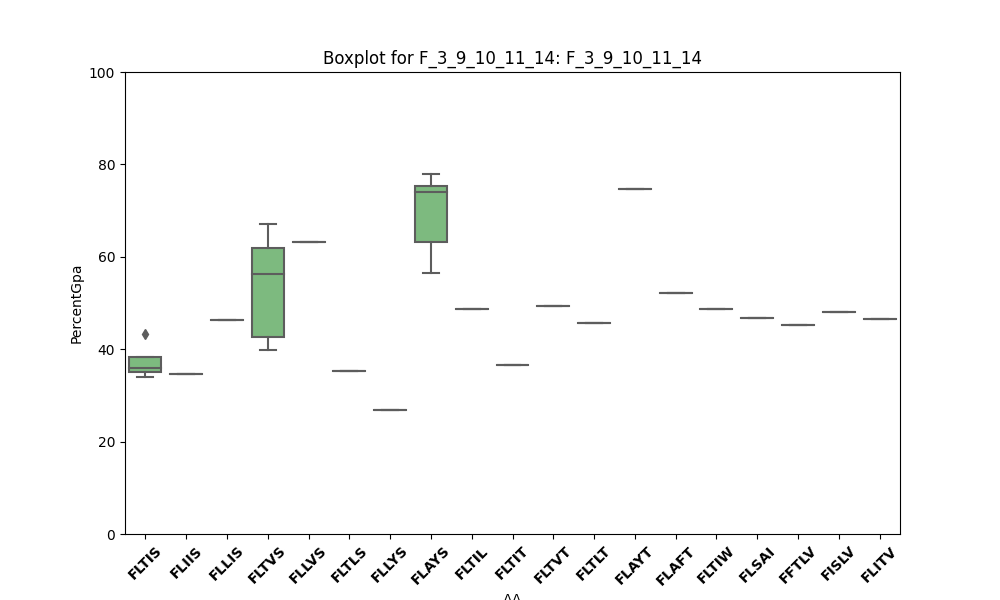 Boxplot for F_3_9_10_11_14: F_3_9_10_11_14
100
80
60
40
20
0
PercentGpa
FLTIS FLIIS FLLIS FLTVS FLLVS FLTLS FLLYS FLAYS FLTIL FLTIT FLTVT FLTLT FLAYT FLAFT FLTIW FLSAI FFTLV FISLV FLITV
AA